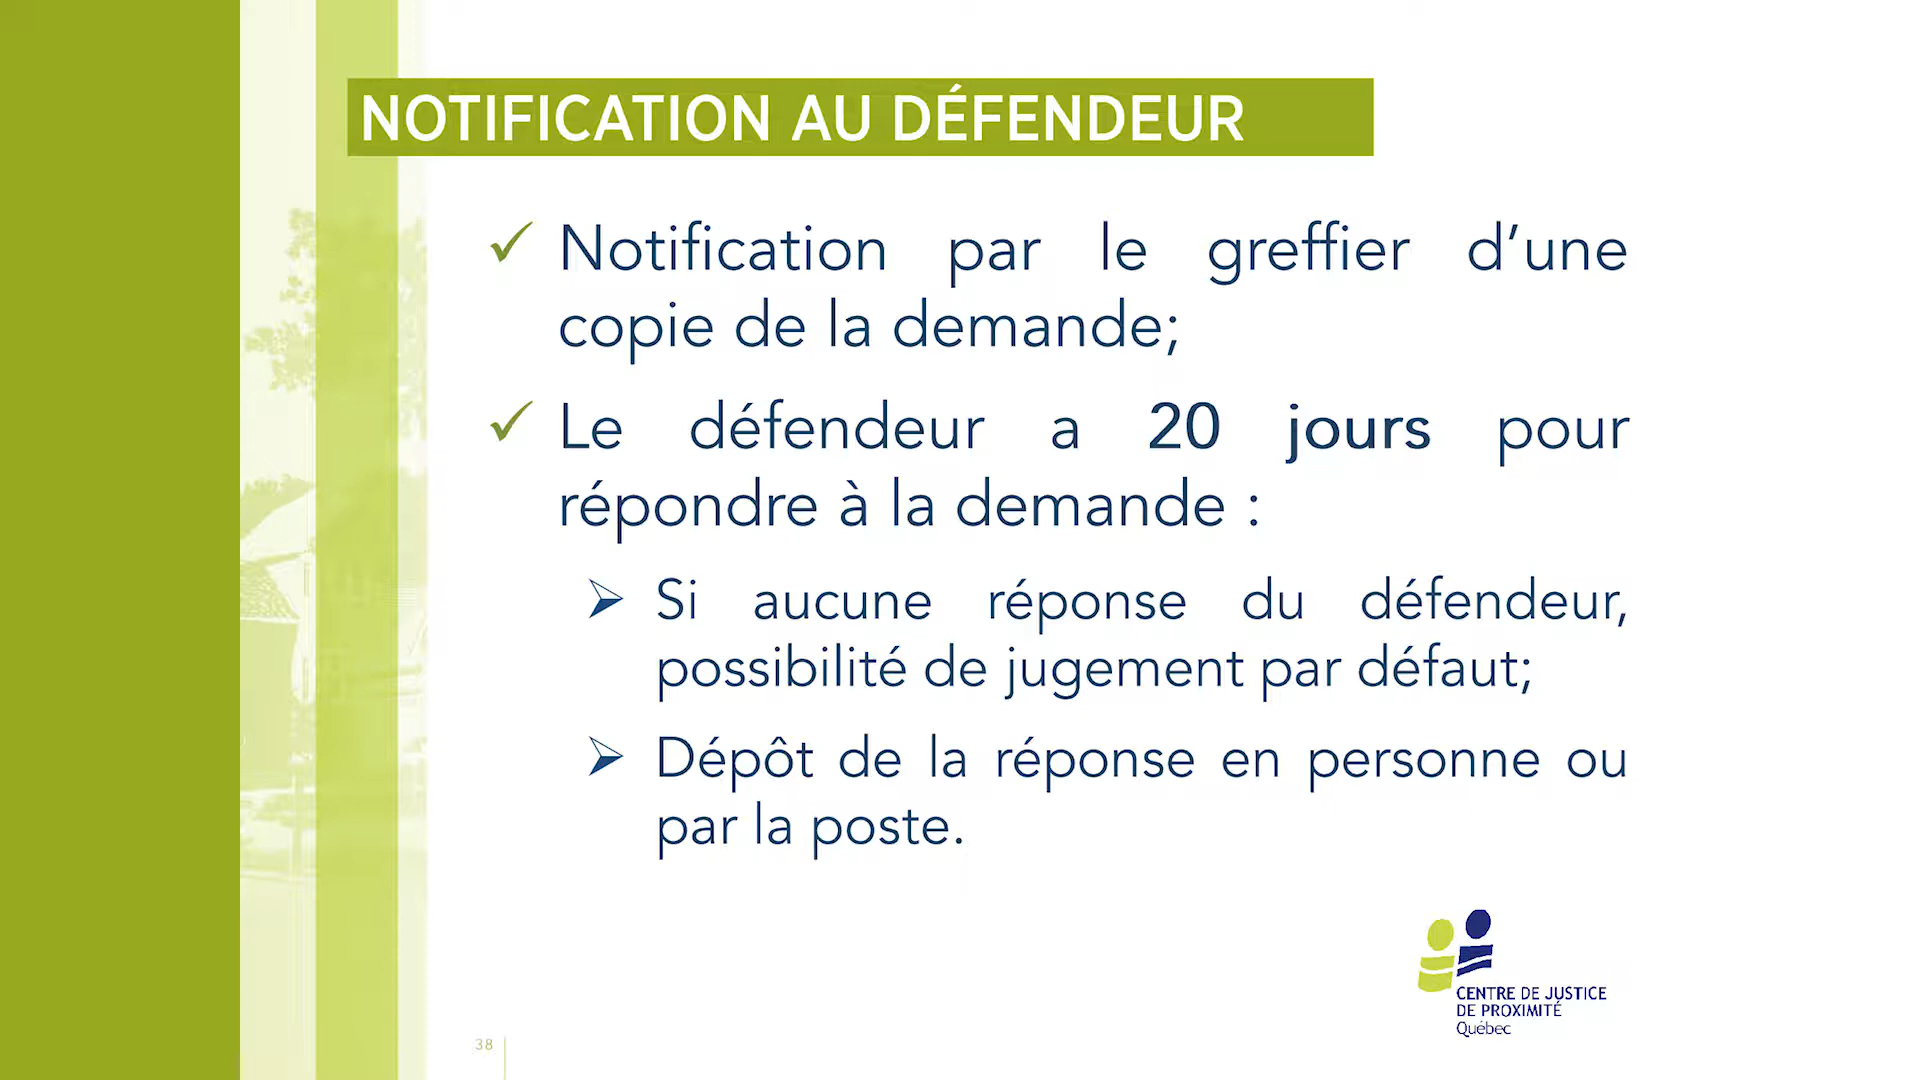 NOTIFICATION AU DÉFENDEUR
Notification par le greffier d’une
copie de la demande;
Le défendeur a 20 jours pour
répondre à la demande :
Si aucune réponse du défendeur,
possibilité de jugement par défaut;
Dépôt de la réponse en personne ou
par la poste.
CENTRE DE JUSTICE
DE PROXIMITÉ
Québec
38